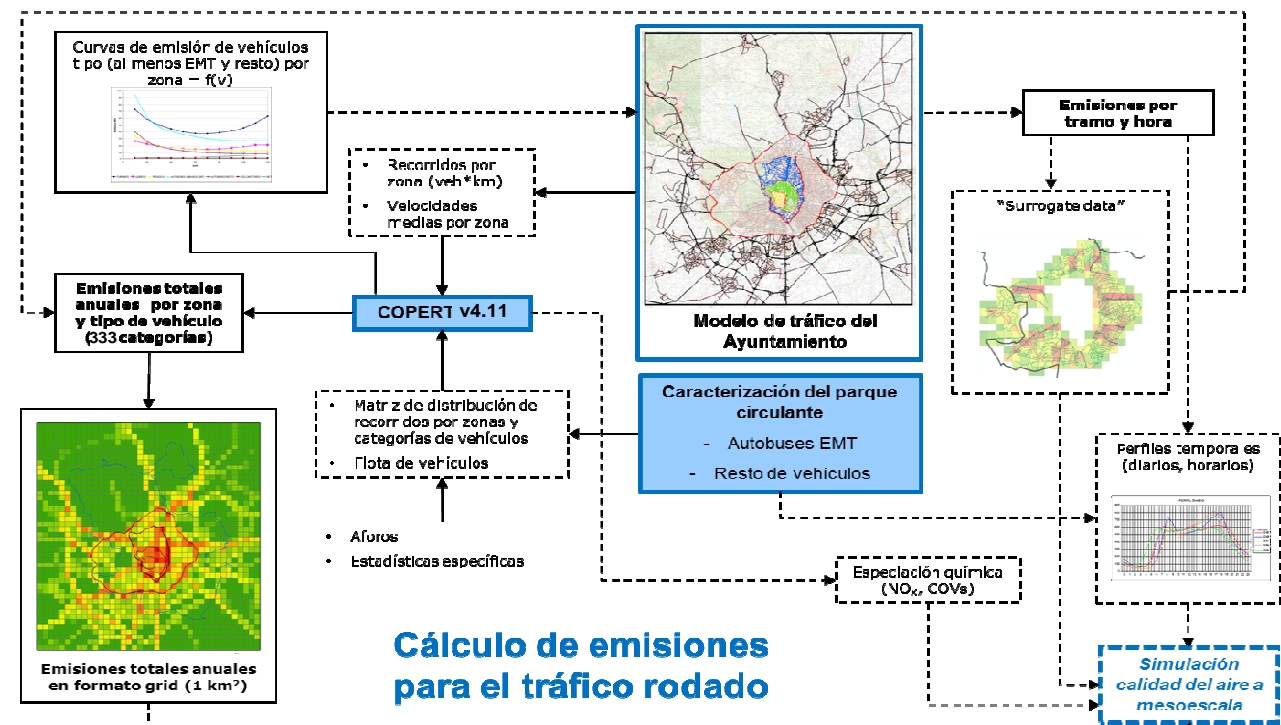 Curvas de emisión de vehículos
t po (al menos EMT y resto) por
zona = f(v)
• Recorridos por
zona (veh*km)
• Velocidades
medias por zona
Modelo de tráfico del
Ayuntamiento
Emisiones por
tramo y hora
"Surrogate data"
Emisiones totales
anuales por zona
y tipo de vehículo
(333 categorías)
COPERT v4.11
• Matriz de distribución de
recorridos por zonas y
categorías de vehículos
• Flota de vehículos
Caracterización del parque
circulante
- Autobuses EMT
- Resto de vehículos
Perfiles tempora es
(diarios, horarios)
• Aforos
• Estadísticas específicas
Especiación química
(NOX, COVs)
Emisiones totales anuales
en formato grid (1 km²)
Cálculo de emisiones
para el tráfico rodado
Simulación
calidad del aire a
mesoescala